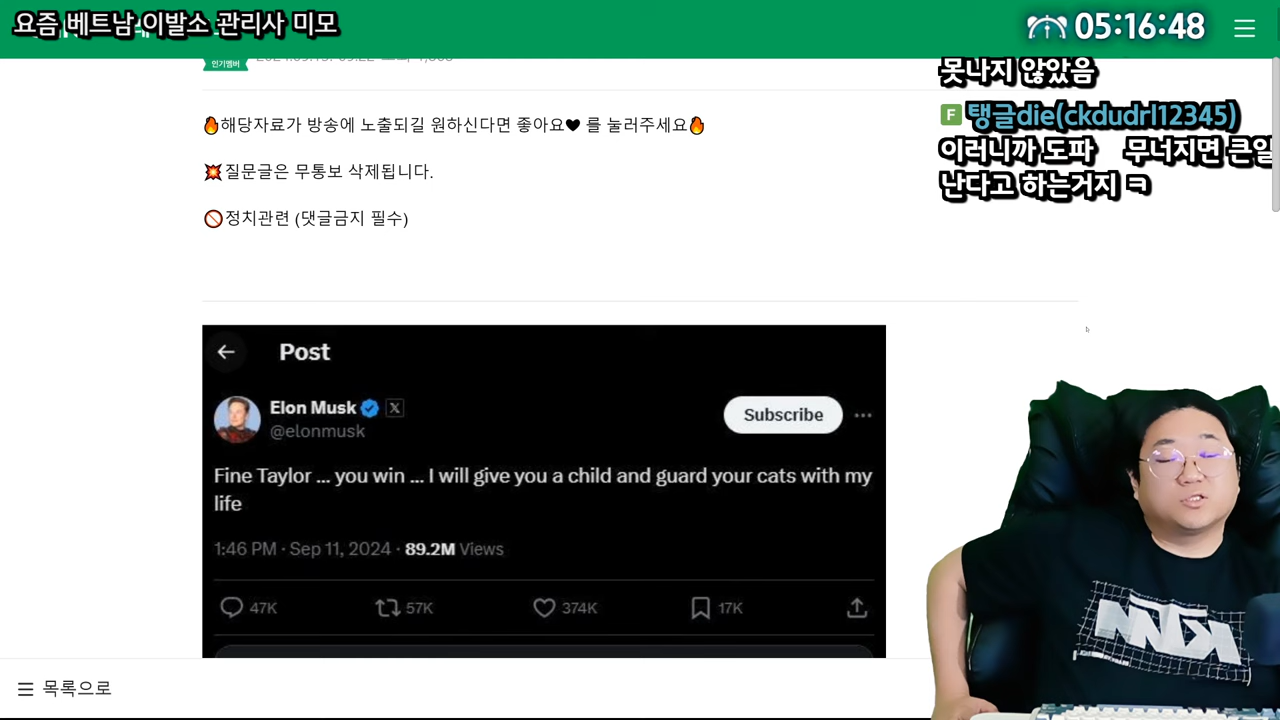 요즘 베트남 이발소 관리사 미모
05:16:48
인기멤버
못나지 않았음
F 탱글die(ckdudrl12345)
이러니까 도파 무너지면 큰일
난다고 하는거지 ㅋ
🔥해당자료가 방송에 노출되길 원하신다면 좋아요♥ 를 눌러주세요🔥
💥질문글은 무통보 삭제됩니다.
🚫정치관련 (댓글금지 필수)
Post
Elon Musk
Subscribe
@elonmusk
Fine Taylor ... you win ... I will give you a child and guard your cats with my
life
1:46 PM · Sep 11, 2024 · 89.2M Views
47K 57K 374K 17K
목록으로